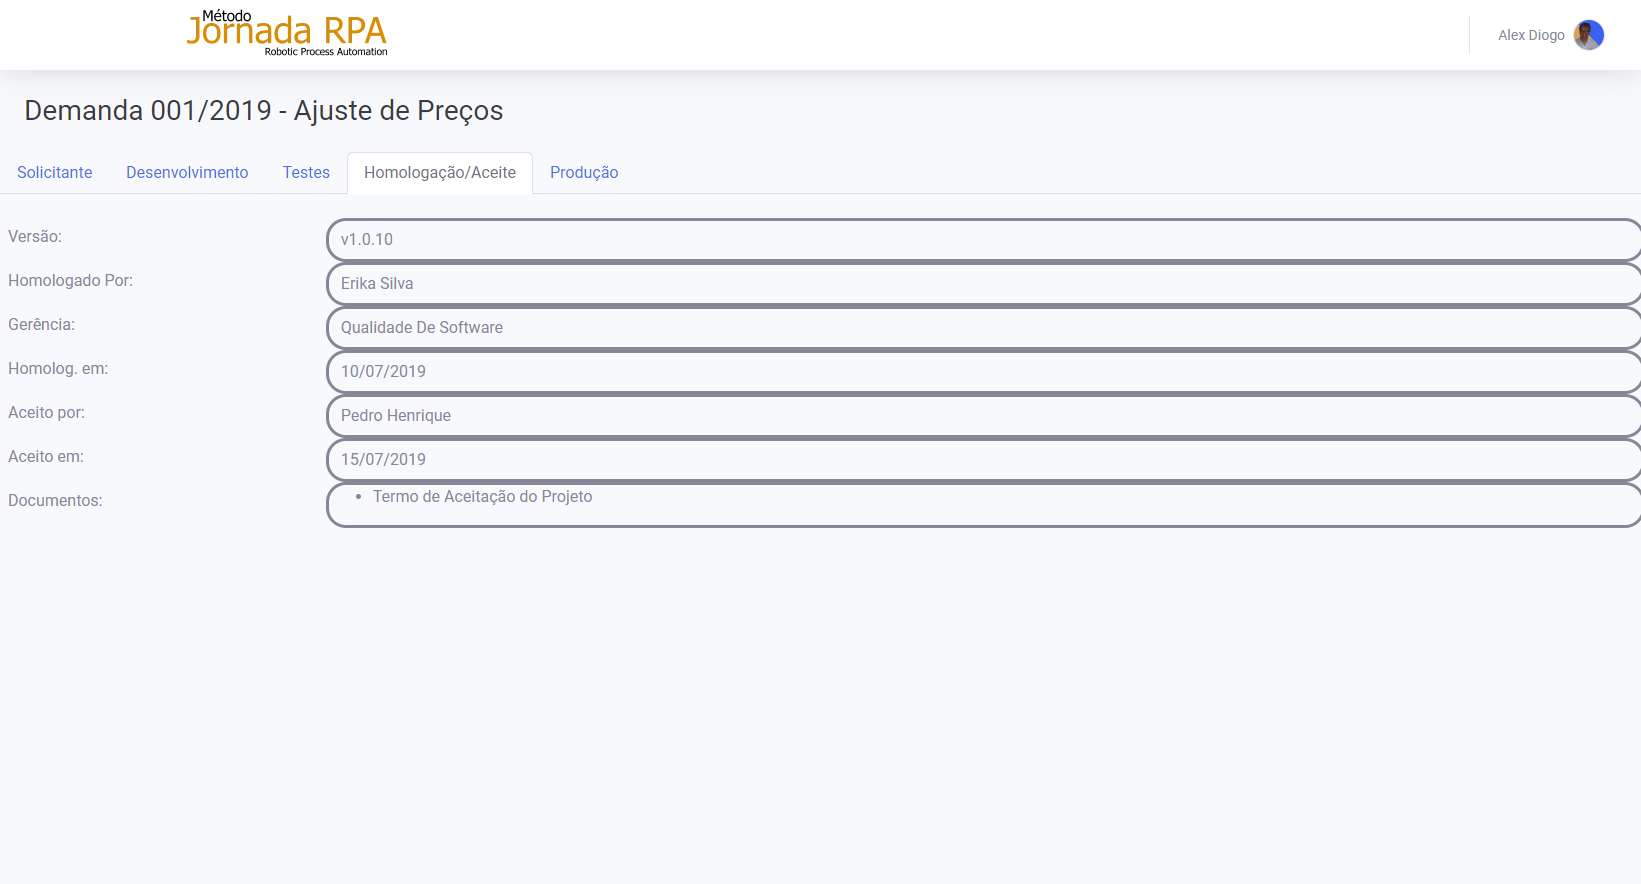 Método
Jornada RPA
Robotic Process Automation
Alex Diogo
Demanda 001/2019 - Ajuste de Preços
Solicitante Desenvolvimento Testes Homologação/Aceite Produção
Versão: v1.0.10
Homologado Por: Erika Silva
Gerência: Qualidade De Software
Homolog. em: 10/07/2019
Aceito por: Pedro Henrique
Aceito em: 15/07/2019
Documentos: • Termo de Aceitação do Projeto